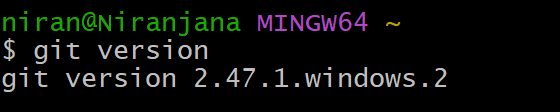 niran@Niranjana MINGW64 ~
$ git version
git version 2.47.1.windows.2